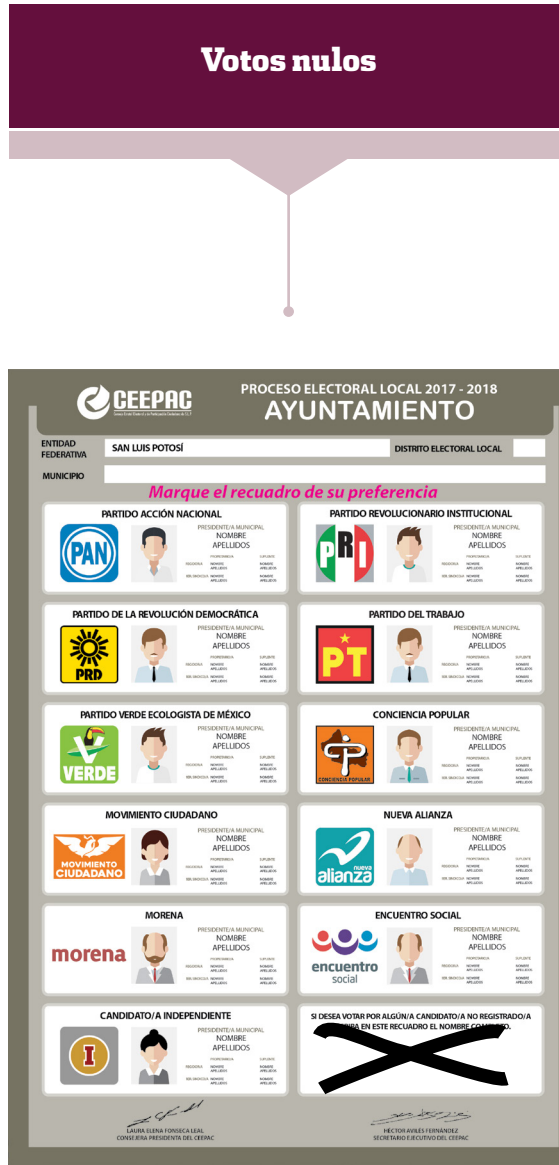 Votos nulos
CEEPAC
PROCESO ELECTORAL LOCAL 2017 - 2018
AYUNTAMIENTO
ENTIDAD FEDERATIVA
SAN LUIS POTOSÍ
DISTRITO ELECTORAL LOCAL
MUNICIPIO
Marque el recuadro de su preferencia
PARTIDO ACCIÓN NACIONAL
PAN
PRESIDENTE/A MUNICIPAL
NOMBRE
APELLIDOS
PARTIDO REVOLUCIONARIO INSTITUCIONAL
PRI
PRESIDENTE/A MUNICIPAL
NOMBRE
APELLIDOS
PARTIDO DE LA REVOLUCIÓN DEMOCRÁTICA
PRD
PRESIDENTE/A MUNICIPAL
NOMBRE
APELLIDOS
PARTIDO DEL TRABAJO
PT
PRESIDENTE/A MUNICIPAL
NOMBRE
APELLIDOS
PARTIDO VERDE ECOLOGISTA DE MÉXICO
VERDE
PRESIDENTE/A MUNICIPAL
NOMBRE
APELLIDOS
CONCIENCIA POPULAR
CONCIENCIA POPULAR
PRESIDENTE/A MUNICIPAL
NOMBRE
APELLIDOS
MOVIMIENTO CIUDADANO
MOVIMIENTO
CIUDADANO
PRESIDENTE/A MUNICIPAL
NOMBRE
APELLIDOS
NUEVA ALIANZA
nueva
alianza
PRESIDENTE/A MUNICIPAL
NOMBRE
APELLIDOS
MORENA
morena
PRESIDENTE/A MUNICIPAL
NOMBRE
APELLIDOS
ENCUENTRO SOCIAL
encuentro
social
PRESIDENTE/A MUNICIPAL
NOMBRE
APELLIDOS
CANDIDATO/A INDEPENDIENTE
I
PRESIDENTE/A MUNICIPAL
NOMBRE
APELLIDOS
SI DESEA VOTAR POR ALGÚN/A CANDIDATO/A NO REGISTRADO/A
EN ESTE RECUADRO EL NOMBRE
LAURA ELENA FONSECA LEAL
CONSEJERA PRESIDENTA DEL CEEPAC
HÉCTOR AVILÉS FERNÁNDEZ
SECRETARIO EJECUTIVO DEL CEEPAC